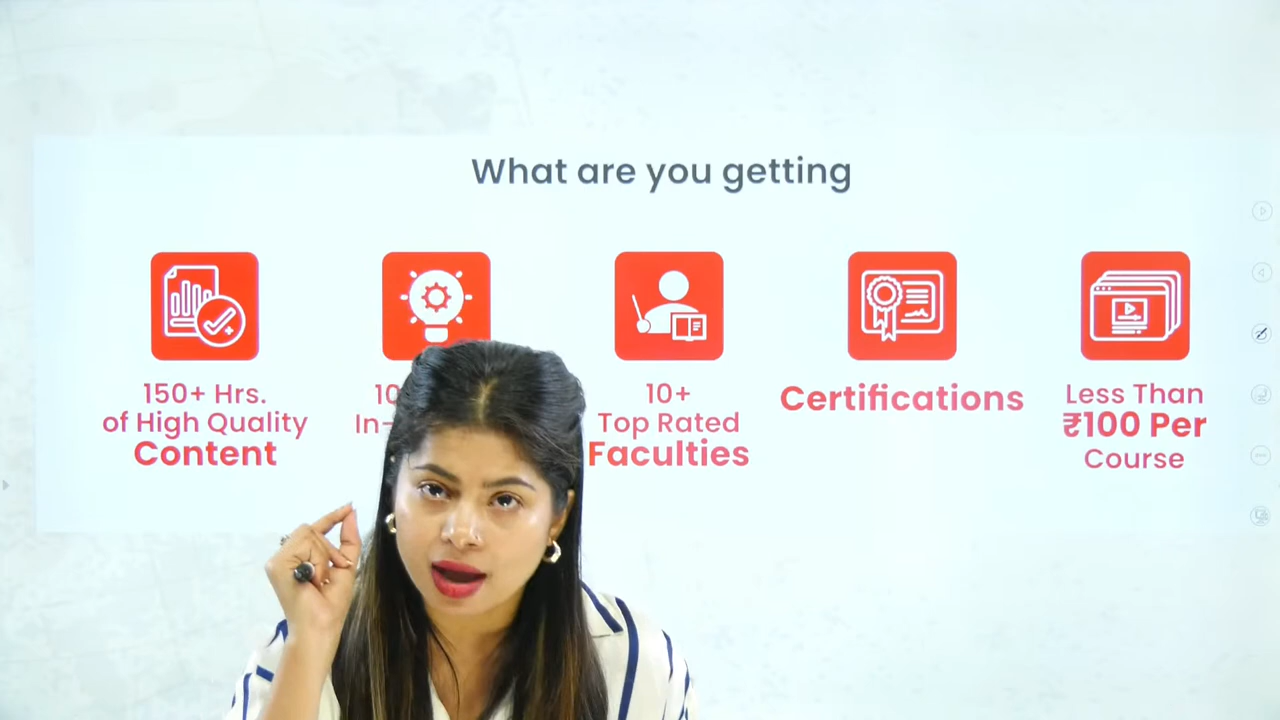 What are you getting
150+ Hrs.
of High Quality
Content
10+
Top Rated
Faculties
Certifications
Less Than
₹100 Per
Course